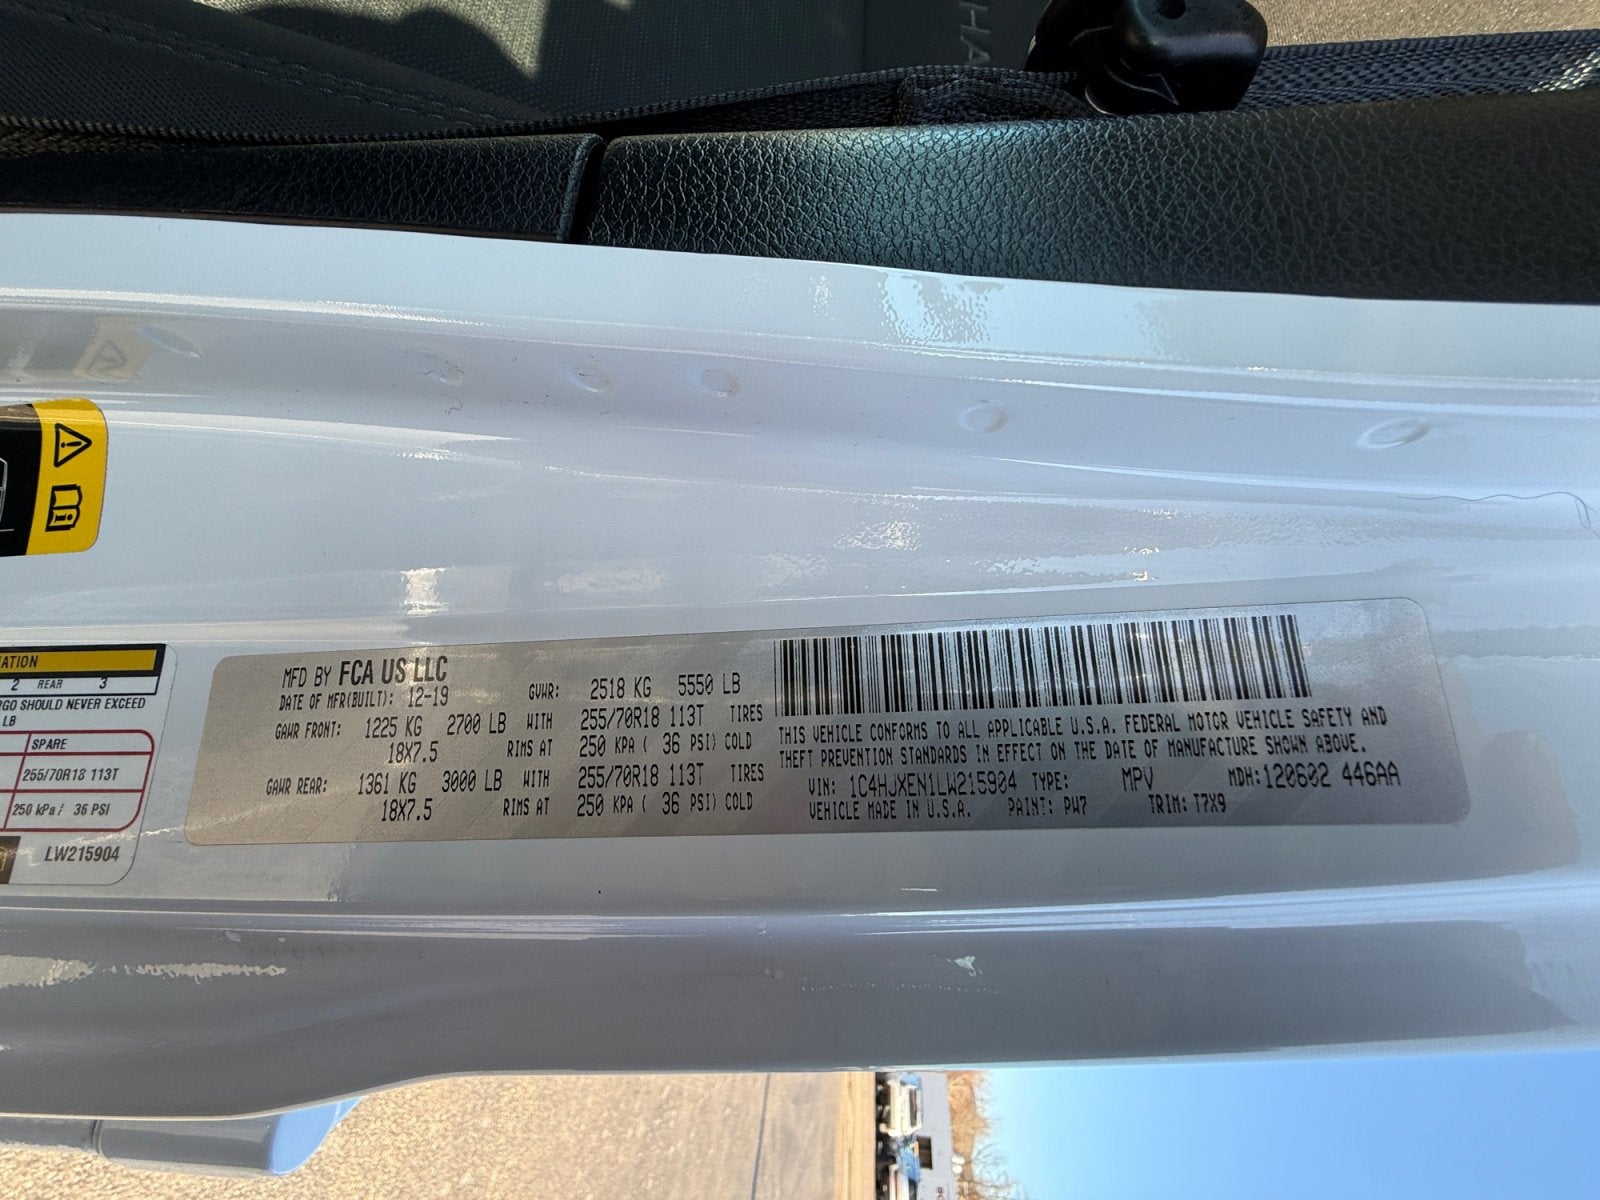 HA
MFD BY FCA US LLC
DATE OF MFR(BUILT): 12-19 GVWR: 2518 KG 5550 LB
GAWR FRONT: 1225 KG 2700 LB WITH 255/70R18 113T TIRES
18X7.5 RIMS AT 250 KPA ( 36 PSI) COLD
GAWR REAR: 1361 KG 3000 LB WITH 255/70R18 113T TIRES
18X7.5 RIMS AT 250 KPA ( 36 PSI) COLD
THIS VEHICLE CONFORMS TO ALL APPLICABLE U.S.A. FEDERAL MOTOR VEHICLE SAFETY AND
THEFT PREVENTION STANDARDS IN EFFECT ON THE DATE OF MANUFACTURE SHOWN ABOVE.
VIN: 1C4HJXEN1LW215904 TYPE: MPV MDH:120602 446AA
VEHICLE MADE IN U.S.A. PAINT: PW7 TRIM: T7X9
ATION
2 REAR 3
RGO SHOULD NEVER EXCEED
LB
SPARE
255/70R18 113T
250 kPa/ 36 PSI
LW215904